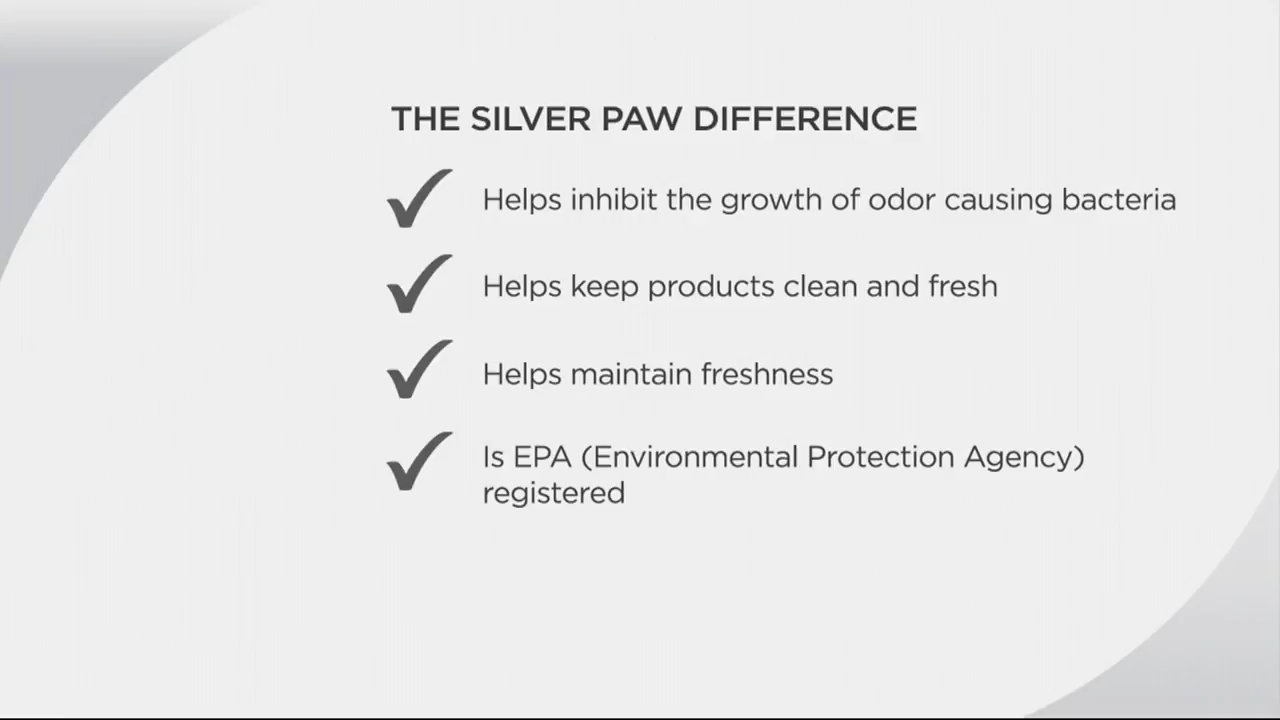 THE SILVER PAW DIFFERENCE
Helps inhibit the growth of odor causing bacteria
Helps keep products clean and fresh
Helps maintain freshness
Is EPA (Environmental Protection Agency)
registered